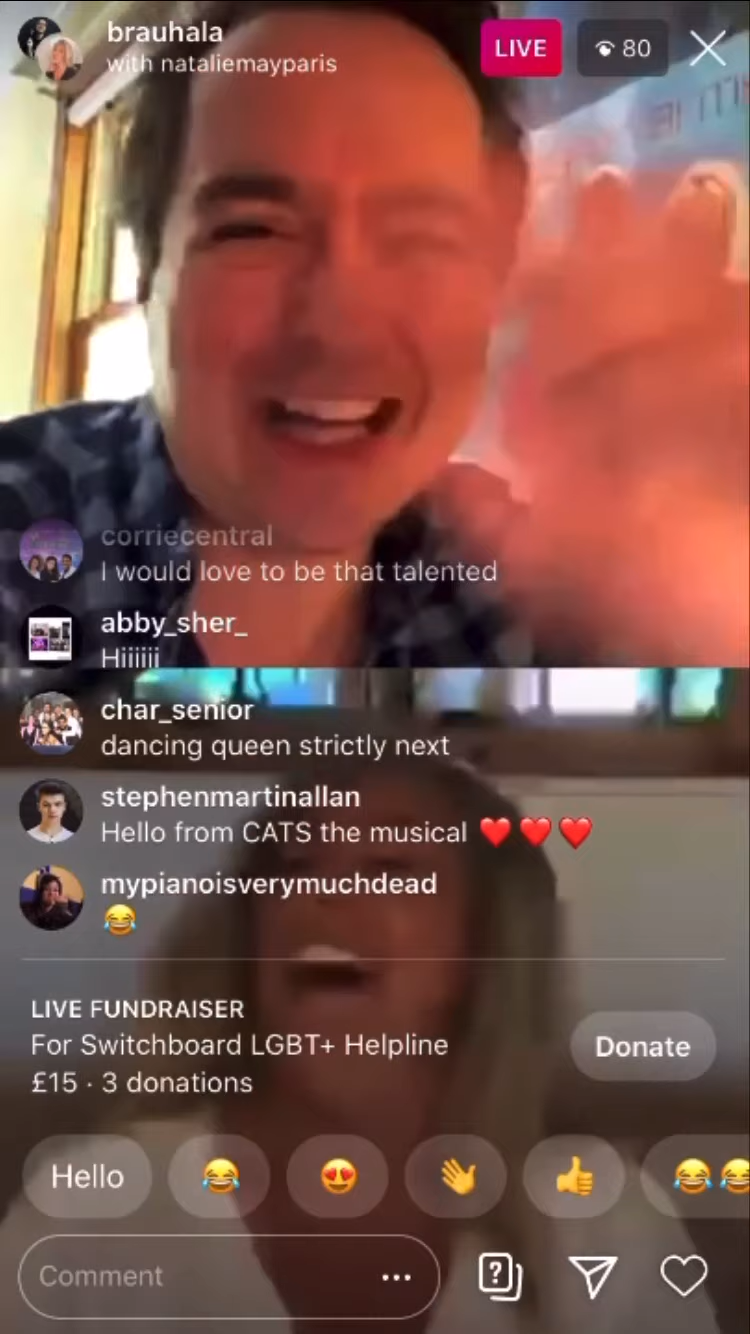 brauhala
with nataliemayparis
LIVE
80
corriecentral
I would love to be that talented
abby_sher_
Hiiiiii
char_senior
dancing queen strictly next
stephenmartinallan
Hello from CATS the musical ❤️❤️❤️
mypianoisverymuchdead
😂
LIVE FUNDRAISER
For Switchboard LGBT+ Helpline
£15 · 3 donations
Donate
Hello 😂 😍 👋 👍 😂😂
Comment